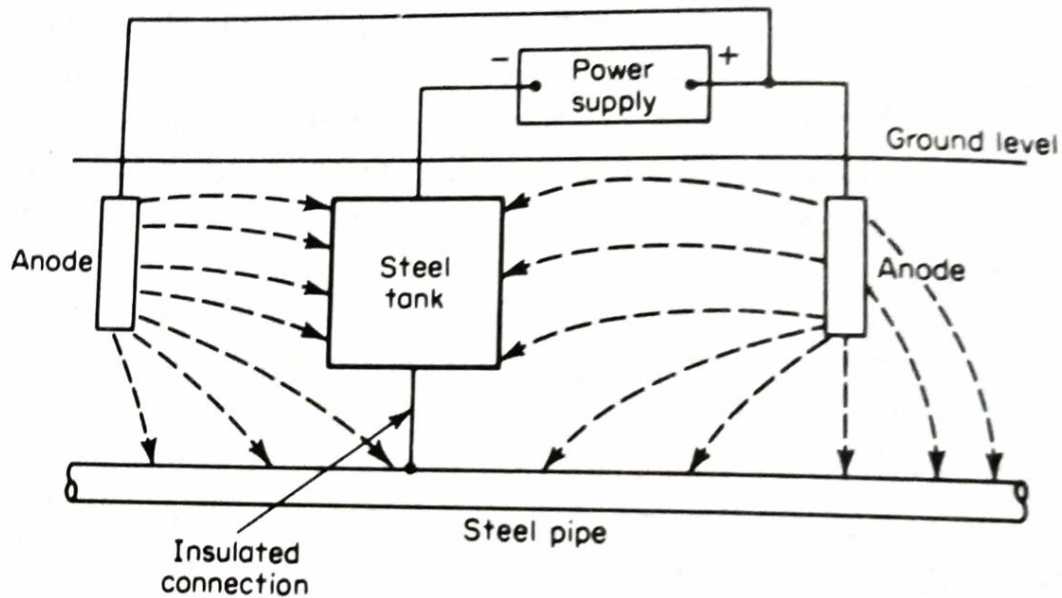 -
Power
supply
+
Ground level
Anode
Steel
tank
Anode
Steel pipe
Insulated
connection